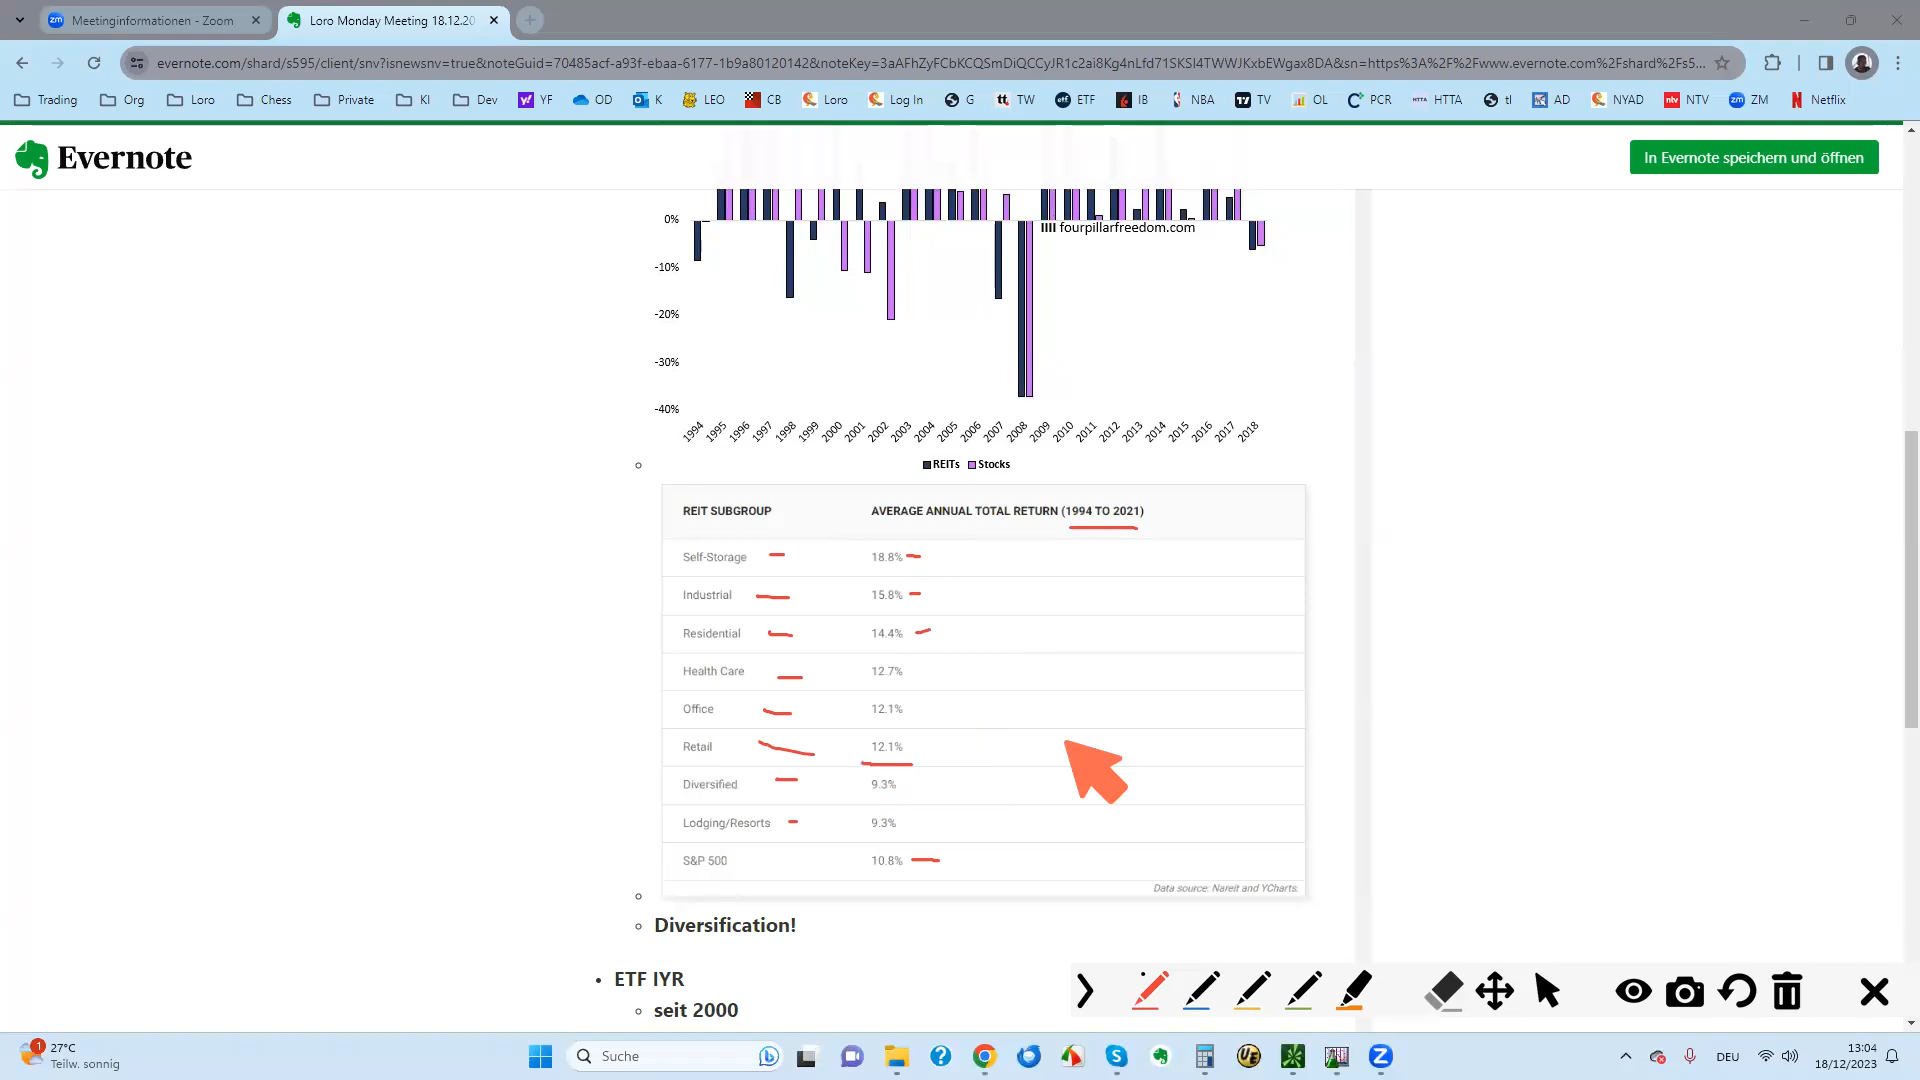 Meetinginformationen - Zoom
Loro Monday Meeting 18.12.20
evernote.com/shard/s595/client/snv?isnewsnv=true&noteGuid=70485acf-a93f-ebaa-6177-1b9a80120142&noteKey=3aAFhZyFCbKCQSmDiQCCyJR1c2ai8Kg4nLfd71SKSI4TWWJKxbEWgax8DA&sn=https%3A%2F%2Fwww.evernote.com%2Fshard%2Fs5...
Trading Org Loro Chess Private KI Dev YF OD K LEO CB Loro Log In G TW ETF IB NBA TV OL PCR HTTA tl AD NYAD NTV ZM Netflix
Evernote
In Evernote speichern und öffnen
0%
fourpillarfreedom.com
-10%
-20%
-30%
-40%
1994 1995 1996 1997 1998 1999 2000 2001 2002 2003 2004 2005 2006 2007 2008 2009 2010 2011 2012 2013 2014 2015 2016 2017 2018
REITs Stocks
REIT SUBGROUP AVERAGE ANNUAL TOTAL RETURN (1994 TO 2021)
Self-Storage 18.8%
Industrial 15.8%
Residential 14.4%
Health Care 12.7%
Office 12.1%
Retail 12.1%
Diversified 9.3%
Lodging/Resorts 9.3%
S&P 500 10.8%
Data source: Nareit and YCharts.
Diversification!
ETF IYR
seit 2000
1
27°C
Teilw. sonnig
Suche
DEU
13:04
18/12/2023